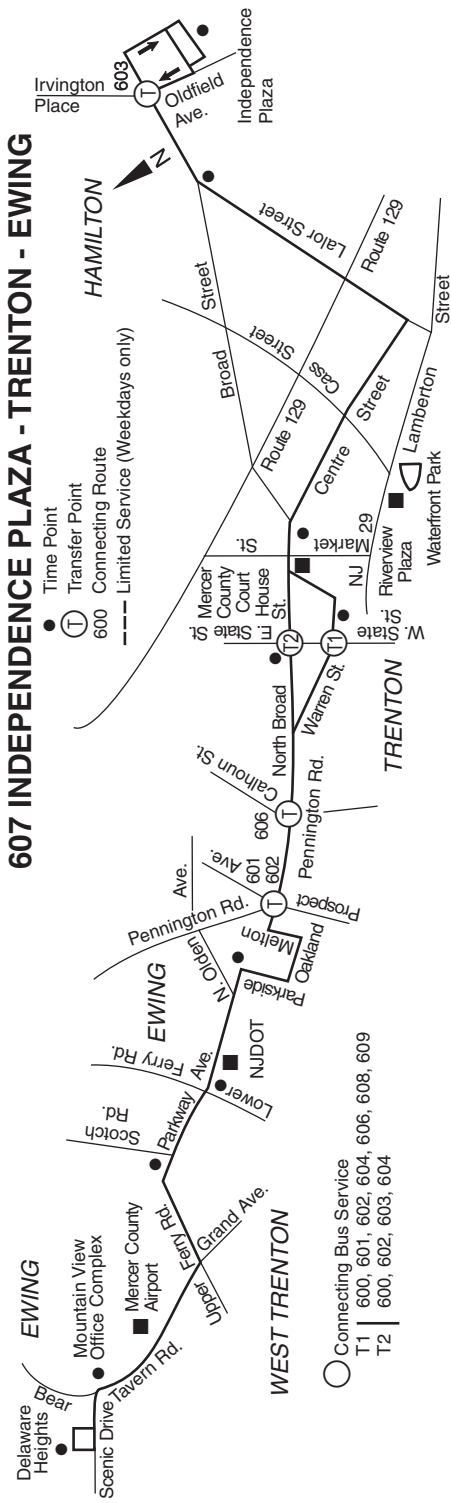 607 INDEPENDENCE PLAZA - TRENTON - EWING
Time Point
T Transfer Point
600 Connecting Route
Limited Service (Weekdays only)
Delaware
Heights
Scenic Drive
Bear
Tavern Rd.
EWING
Mountain View
Office Complex
Mercer County
Airport
Upper
Ferry Rd.
Grand Ave.
WEST TRENTON
Scotch
Rd.
Parkway
Ave.
Lower
Ferry Rd.
NJDOT
EWING
N. Olden
Ave.
Pennington Rd.
Parkside
Oakland
Melton
T
601
602
Prospect
Ave.
606
T
Calhoun St.
Pennington Rd.
North Broad
St.
Warren St.
T2
T1
E. State St.
W. State
St.
TRENTON
Mercer
County
Court
House
Market
St.
NJ
29
Riverview
Plaza
Waterfront Park
Lamberton
Street
Centre
Street
Cass
Street
Route 129
Route 129
Broad
Street
Lalor Street
HAMILTON
N
Irvington
Place
T
603
Oldfield
Ave.
Independence
Plaza
Connecting Bus Service
T1 600, 601, 602, 604, 606, 608, 609
T2 600, 602, 603, 604